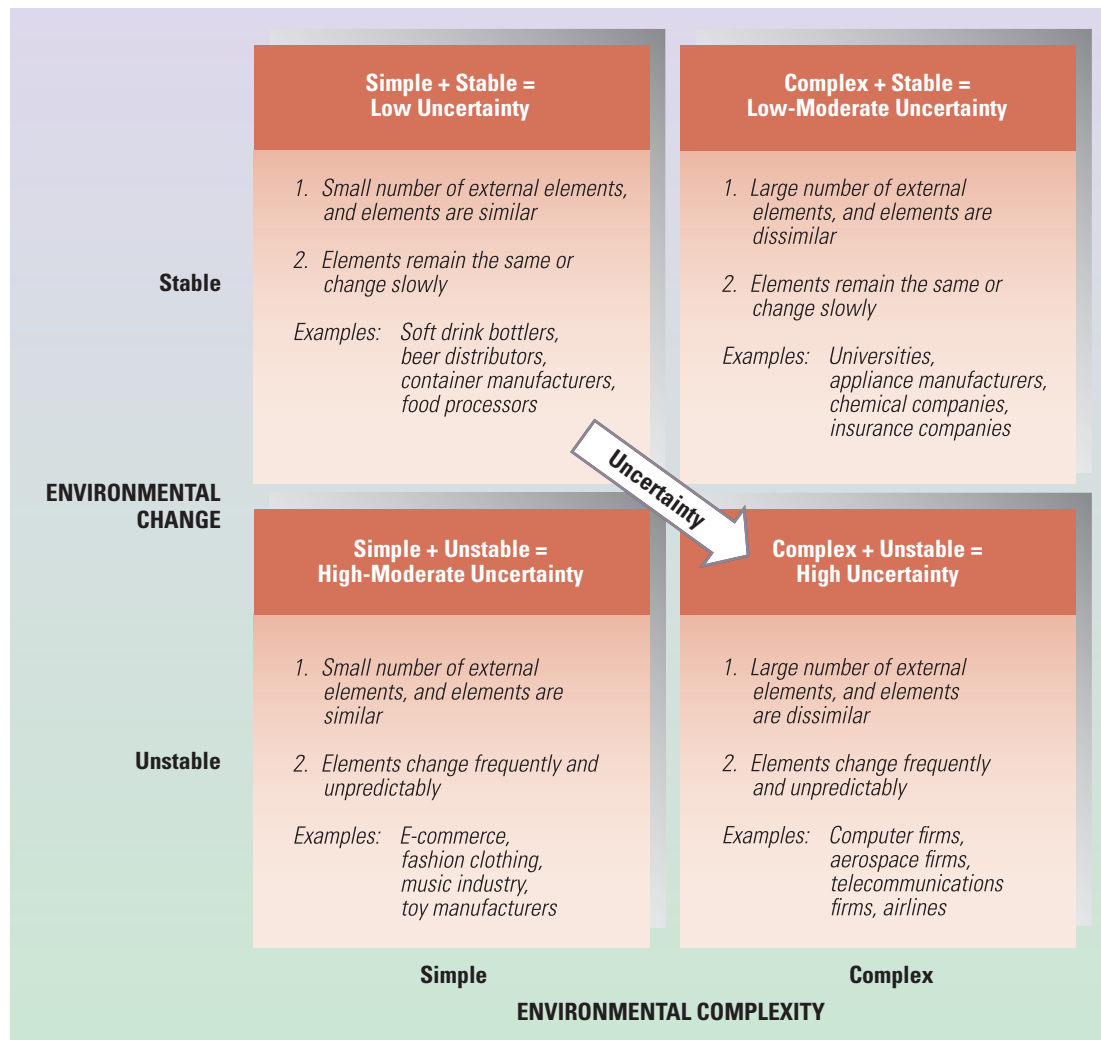 Simple + Stable =
Low Uncertainty
1. Small number of external elements,
and elements are similar
2. Elements remain the same or
change slowly
Examples: Soft drink bottlers,
beer distributors,
container manufacturers,
food processors
Complex + Stable =
Low-Moderate Uncertainty
1. Large number of external
elements, and elements are
dissimilar
2. Elements remain the same or
change slowly
Examples: Universities,
appliance manufacturers,
chemical companies,
insurance companies
Stable
Uncertainty
ENVIRONMENTAL
CHANGE
Simple + Unstable =
High-Moderate Uncertainty
1. Small number of external
elements, and elements are
similar
2. Elements change frequently and
unpredictably
Examples: E-commerce,
fashion clothing,
music industry,
toy manufacturers
Complex + Unstable =
High Uncertainty
1. Large number of external
elements, and elements
are dissimilar
2. Elements change frequently
and unpredictably
Examples: Computer firms,
aerospace firms,
telecommunications
firms, airlines
Unstable
Simple
Complex
ENVIRONMENTAL COMPLEXITY